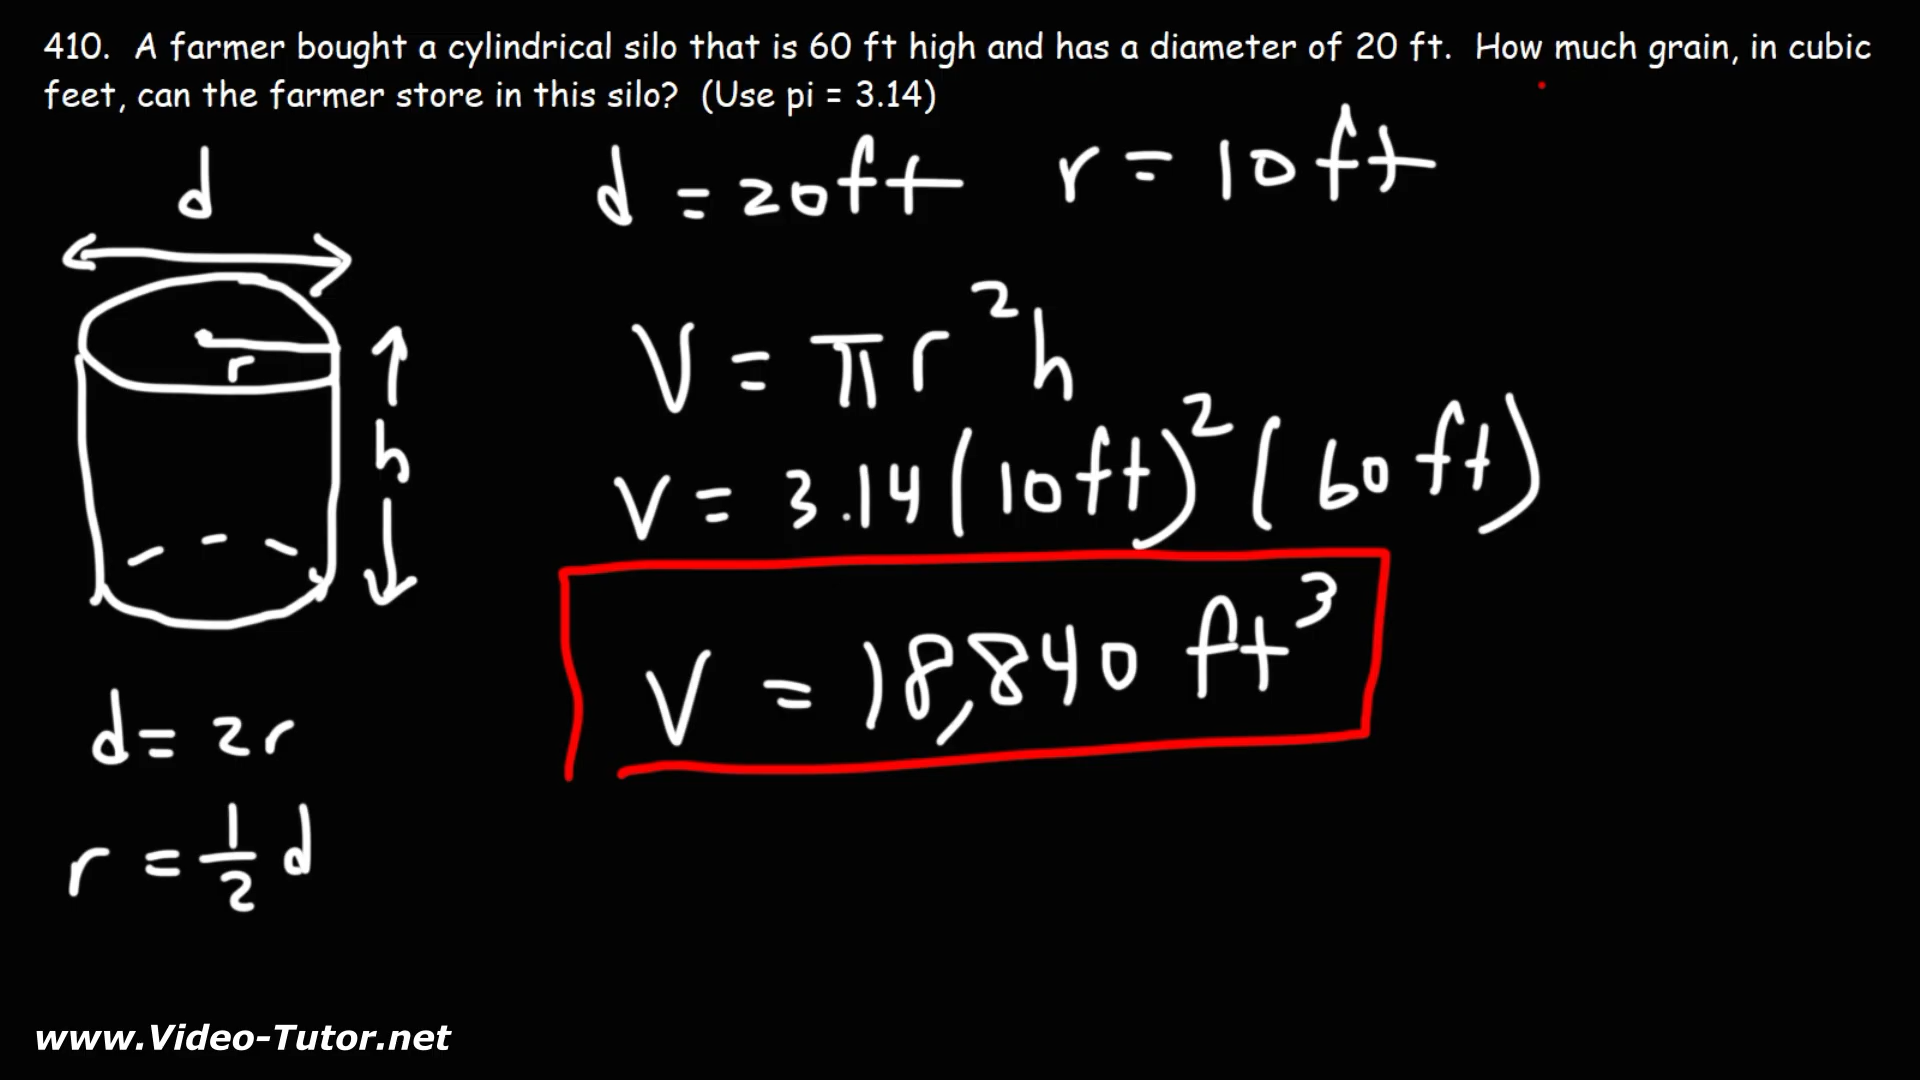 410. A farmer bought a cylindrical silo that is 60 ft high and has a diameter of 20 ft. How much grain, in cubic
feet, can the farmer store in this silo? (Use pi = 3.14)
d
r
h
d = 2r
r = 1/2 d
d = 20ft r = 10ft
V = πr²h
V = 3.14(10ft)²(60ft)
V = 18,840 ft³
www.Video-Tutor.net